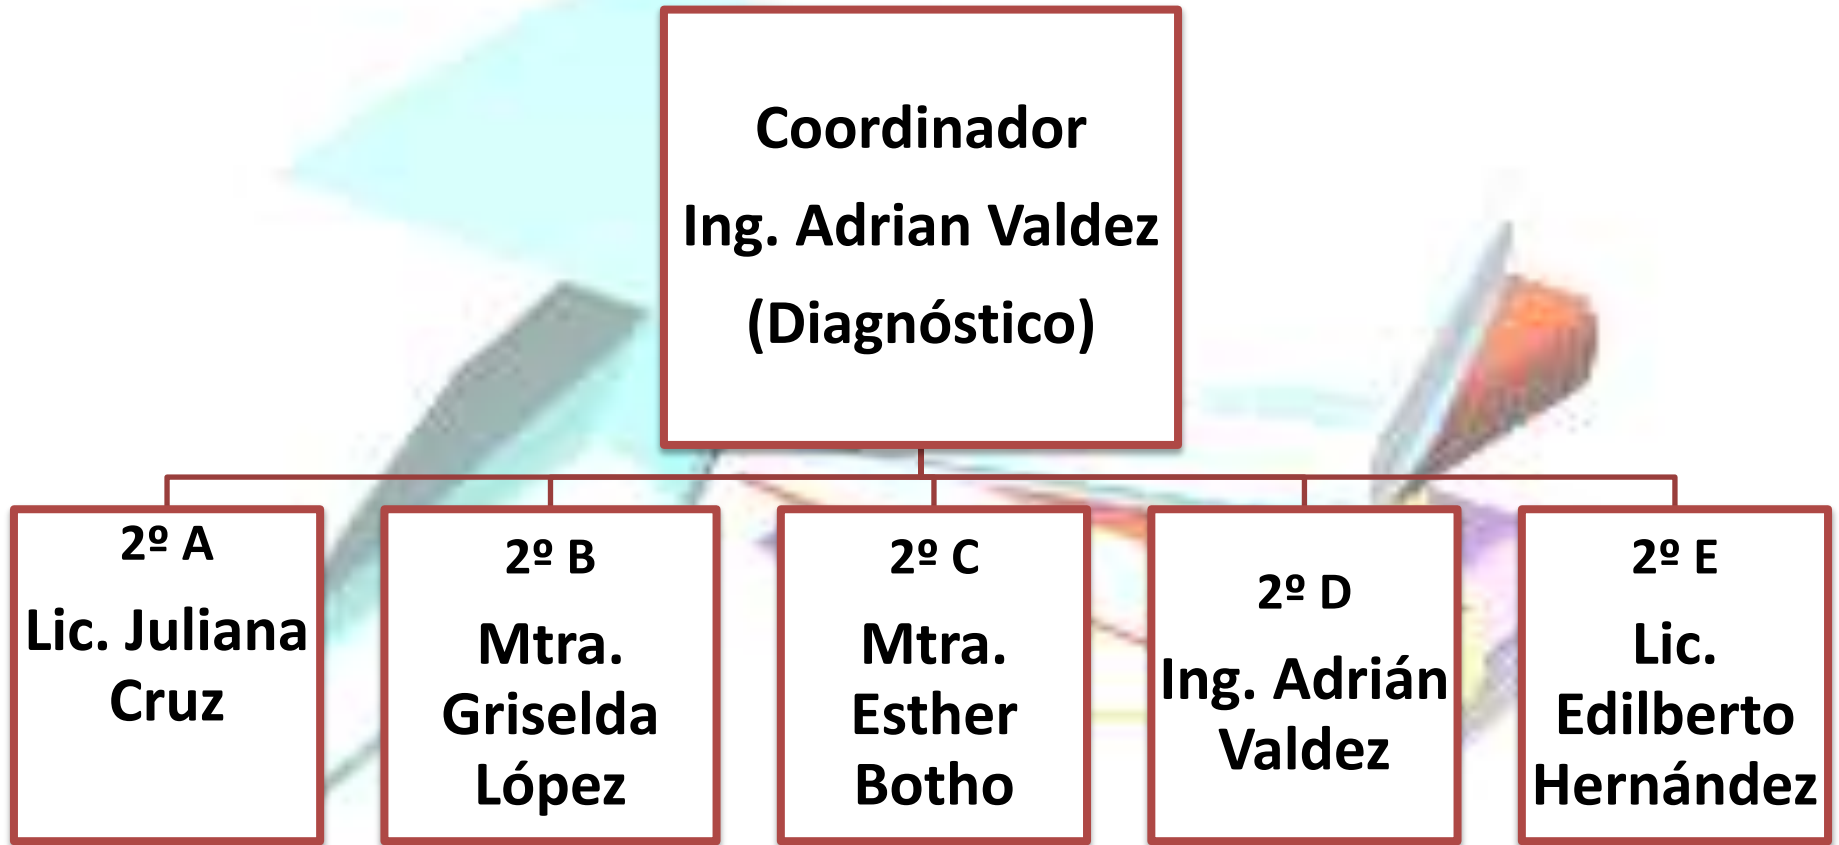 Coordinador
Ing. Adrian Valdez
(Diagnóstico)
2º A
Lic. Juliana
Cruz
2º B
Mtra.
Griselda
López
2º C
Mtra.
Esther
Botho
2º D
Ing. Adrián
Valdez
2º E
Lic.
Edilberto
Hernández